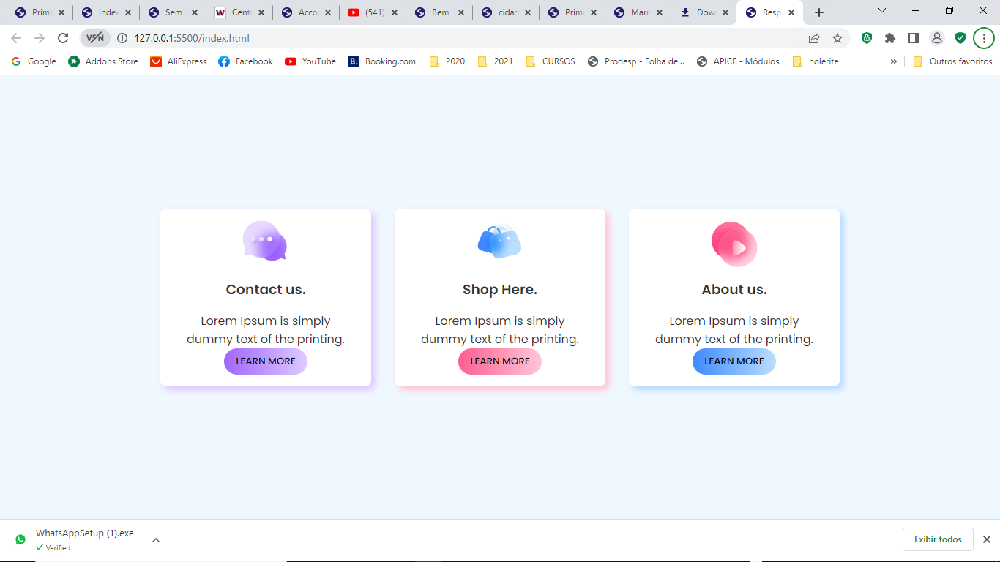 Prime
index
Sem
Cent
Acco
(541)
Bem
cidad
Prime
Marm
Dow
Resp
VPN
127.0.0.1:5500/index.html
Google
Addons Store
AliExpress
Facebook
YouTube
B. Booking.com
2020
2021
CURSOS
Prodesp - Folha de...
APICE - Módulos
holerite
»
Outros favoritos
Contact us.
Lorem Ipsum is simply
dummy text of the printing.
LEARN MORE
Shop Here.
Lorem Ipsum is simply
dummy text of the printing.
LEARN MORE
About us.
Lorem Ipsum is simply
dummy text of the printing.
LEARN MORE
WhatsAppSetup (1).exe
Verified
Exibir todos